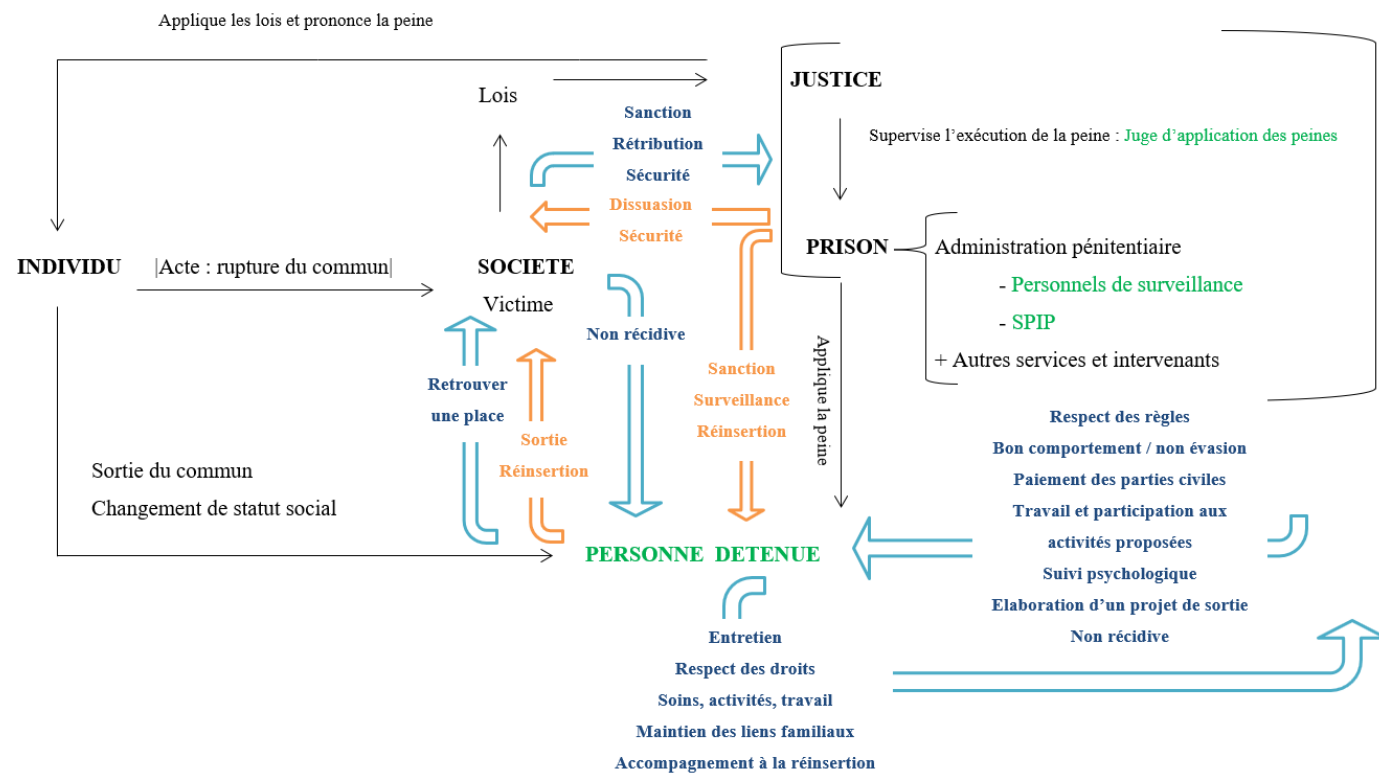 Applique les lois et prononce la peine
JUSTICE
Lois
Sanction
Rétribution
Sécurité
Supervise l’exécution de la peine : Juge d’application des peines
Dissuasion
Sécurité
INDIVIDU
|Acte : rupture du commun|
SOCIETE
Victime
PRISON
Administration pénitentiaire
- Personnels de surveillance
- SPIP
+ Autres services et intervenants
Non récidive
Retrouver
une place
Sortie
Réinsertion
Sanction
Surveillance
Réinsertion
Applique la peine
Sortie du commun
Changement de statut social
Respect des règles
Bon comportement / non évasion
Paiement des parties civiles
Travail et participation aux
activités proposées
Suivi psychologique
Elaboration d’un projet de sortie
Non récidive
PERSONNE DETENUE
Entretien
Respect des droits
Soins, activités, travail
Maintien des liens familiaux
Accompagnement à la réinsertion